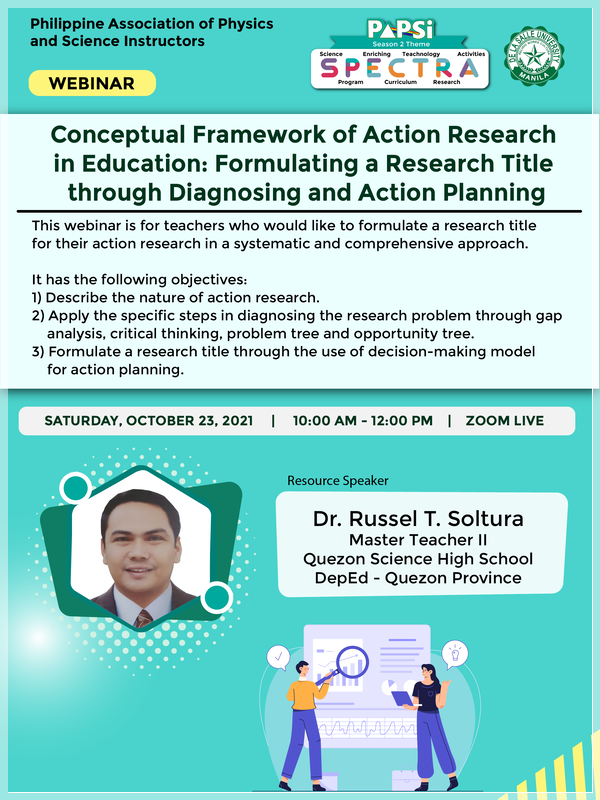 Philippine Association of Physics
and Science Instructors
WEBINAR
PAPSi
Season 2 Theme
Science Enriching Technology Activities
SPECTRA
Program Curriculum Research
DE LA SALLE UNIVERSITY
MANILA
Conceptual Framework of Action Research
in Education: Formulating a Research Title
through Diagnosing and Action Planning
This webinar is for teachers who would like to formulate a research title
for their action research in a systematic and comprehensive approach.
It has the following objectives:
1) Describe the nature of action research.
2) Apply the specific steps in diagnosing the research problem through gap
analysis, critical thinking, problem tree and opportunity tree.
3) Formulate a research title through the use of decision-making model
for action planning.
SATURDAY, OCTOBER 23, 2021 | 10:00 AM - 12:00 PM | ZOOM LIVE
Resource Speaker
Dr. Russel T. Soltura
Master Teacher II
Quezon Science High School
DepEd - Quezon Province